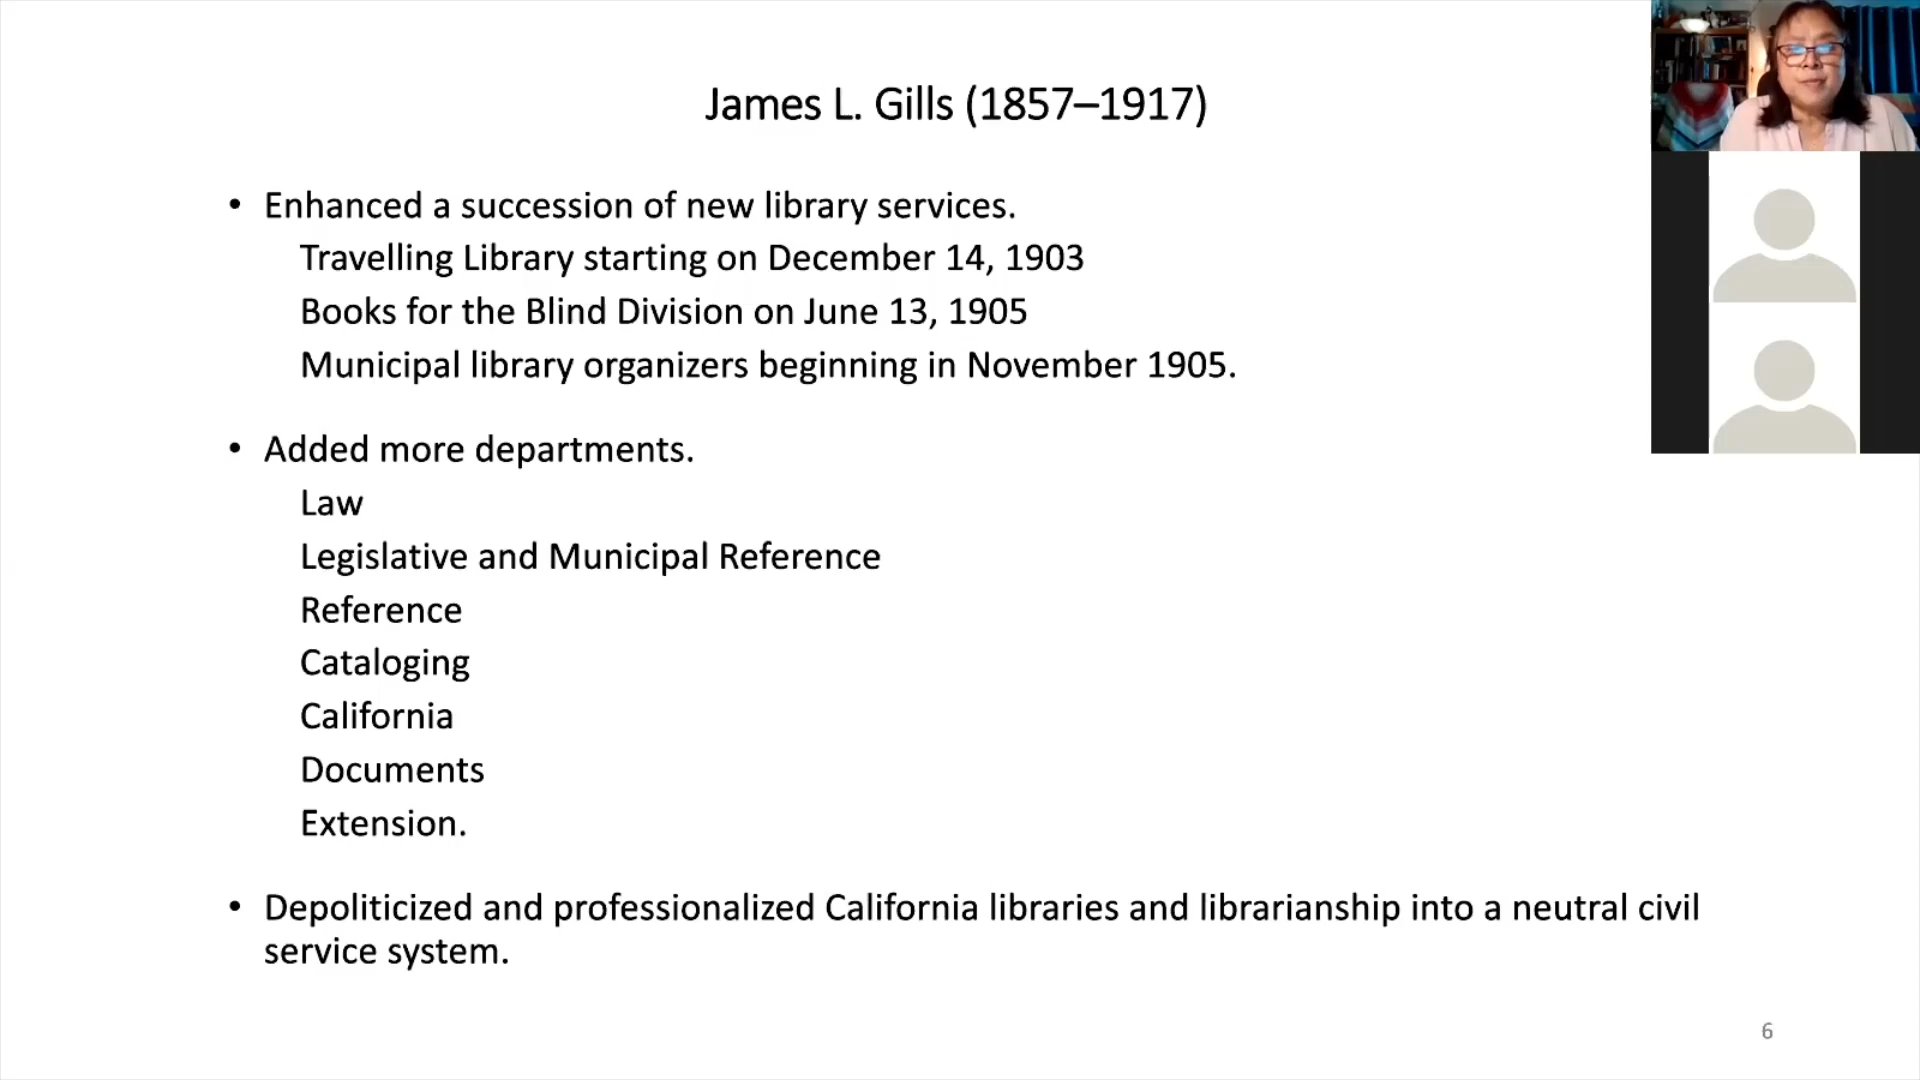 James L. Gills (1857–1917)
• Enhanced a succession of new library services.
Travelling Library starting on December 14, 1903
Books for the Blind Division on June 13, 1905
Municipal library organizers beginning in November 1905.
• Added more departments.
Law
Legislative and Municipal Reference
Reference
Cataloging
California
Documents
Extension.
• Depoliticized and professionalized California libraries and librarianship into a neutral civil
service system.
6